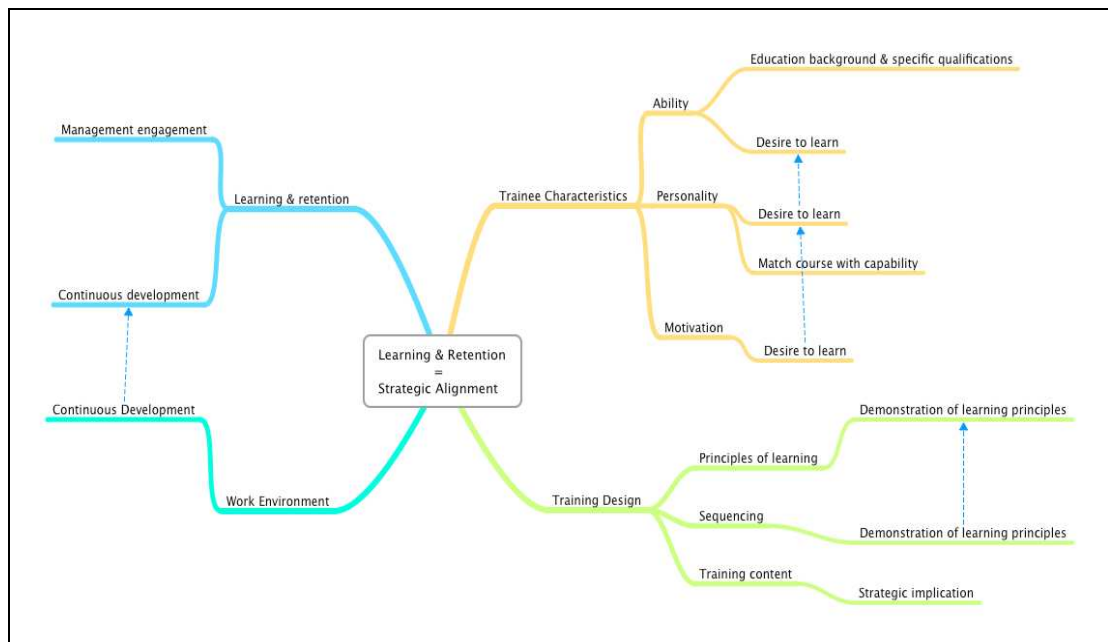 Education background & specific qualifications
Ability
Management engagement
Desire to learn
Learning & retention
Trainee Characteristics
Personality
Desire to learn
Match course with capability
Continuous development
Motivation
Desire to learn
Learning & Retention
=
Strategic Alignment
Continuous Development
Demonstration of learning principles
Principles of learning
Work Environment
Training Design
Sequencing
Demonstration of learning principles
Training content
Strategic implication